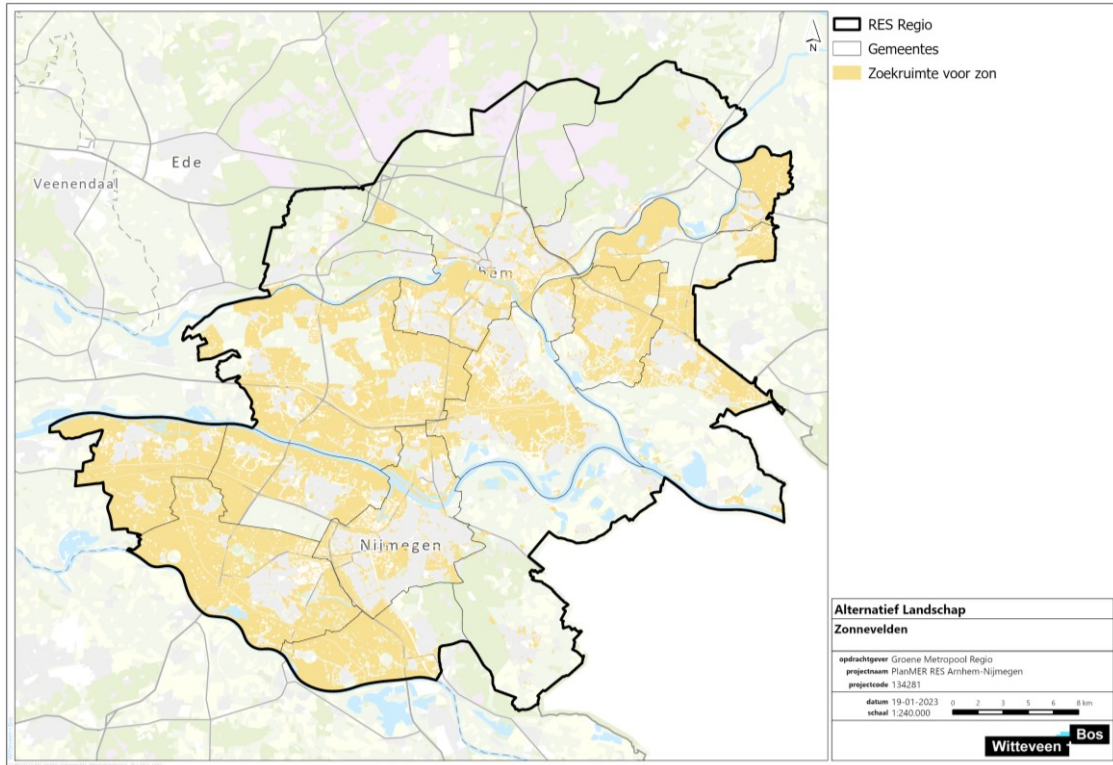 N
Ede
Veenendaal
Nijmegen
RES Regio
Gemeentes
Zoekruimte voor zon
Alternatief Landschap
Zonnevelden
opdrachtgever Groene Metropool Regio
projectnaam PlanMER RES Arnhem-Nijmegen
projectcode 134281
datum 19-01-2023
schaal 1:240.000
0 2 3 5 6 8 km
Witteveen + Bos